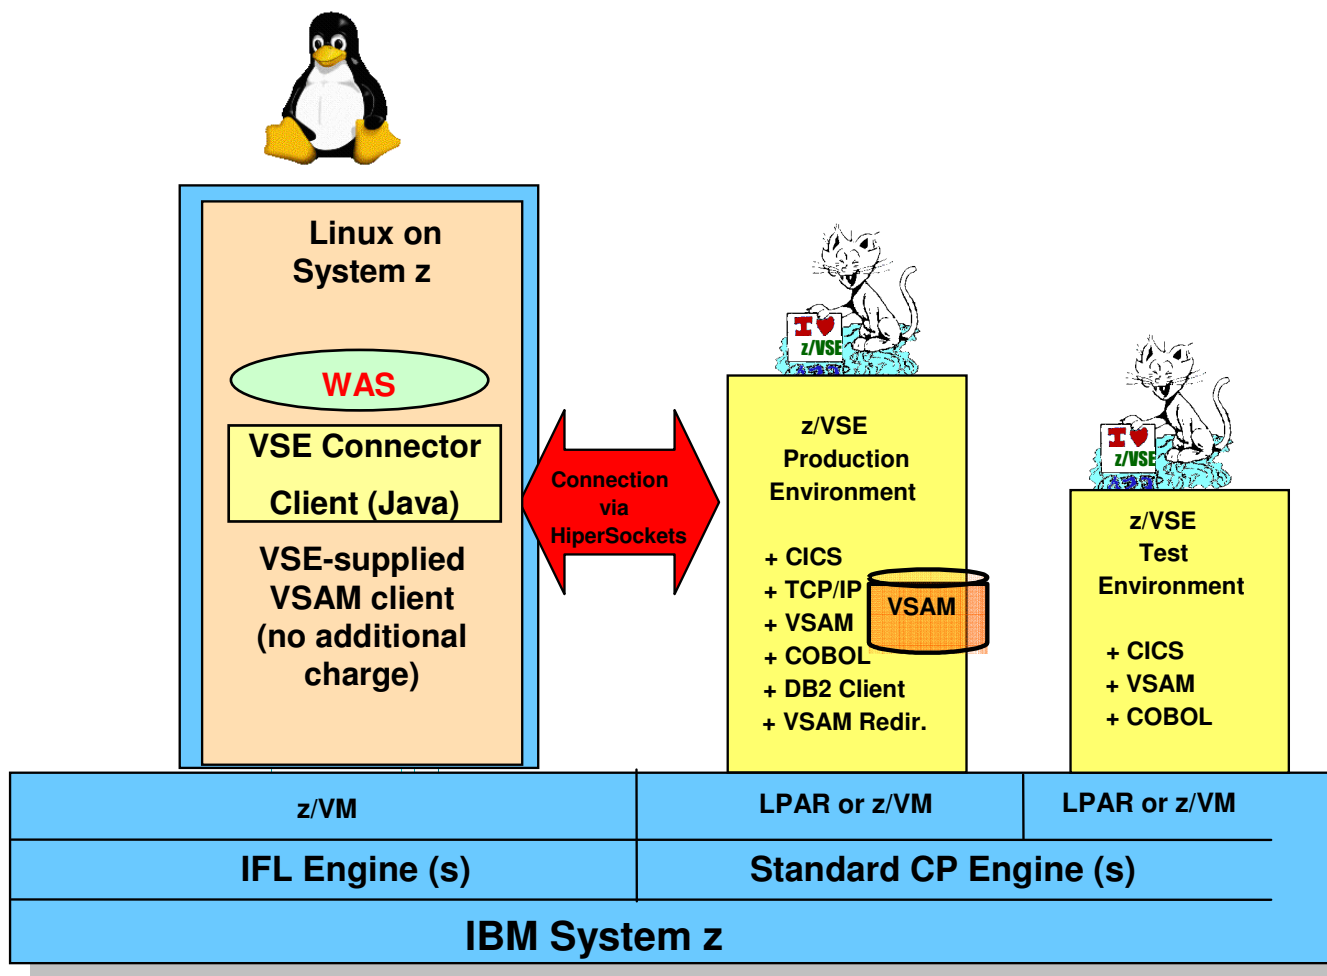 Linux on
System z
WAS
VSE Connector
Client (Java)
VSE-supplied
VSAM client
(no additional
charge)
Connection
via
HiperSockets
I ♥
z/VSE
z/VSE
Production
Environment
+ CICS
+ TCP/IP
+ VSAM
+ COBOL
+ DB2 Client
+ VSAM Redir.
VSAM
I ♥
z/VSE
z/VSE
Test
Environment
+ CICS
+ VSAM
+ COBOL
z/VM
LPAR or z/VM
LPAR or z/VM
IFL Engine (s)
Standard CP Engine (s)
IBM System z